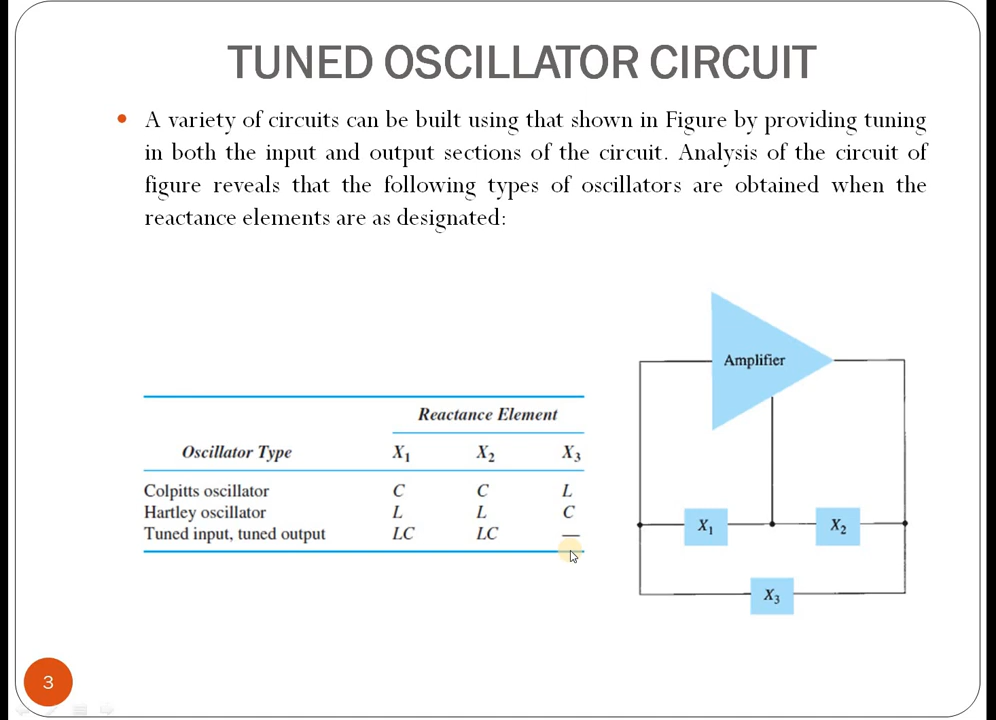 TUNED OSCILLATOR CIRCUIT
• A variety of circuits can be built using that shown in Figure by providing tuning
in both the input and output sections of the circuit. Analysis of the circuit of
figure reveals that the following types of oscillators are obtained when the
reactance elements are as designated:
Reactance Element
Oscillator Type X₁ X₂ X₃
Colpitts oscillator C C L
Hartley oscillator L L C
Tuned input, tuned output LC LC —
Amplifier
X₁ X₂
X₃
3